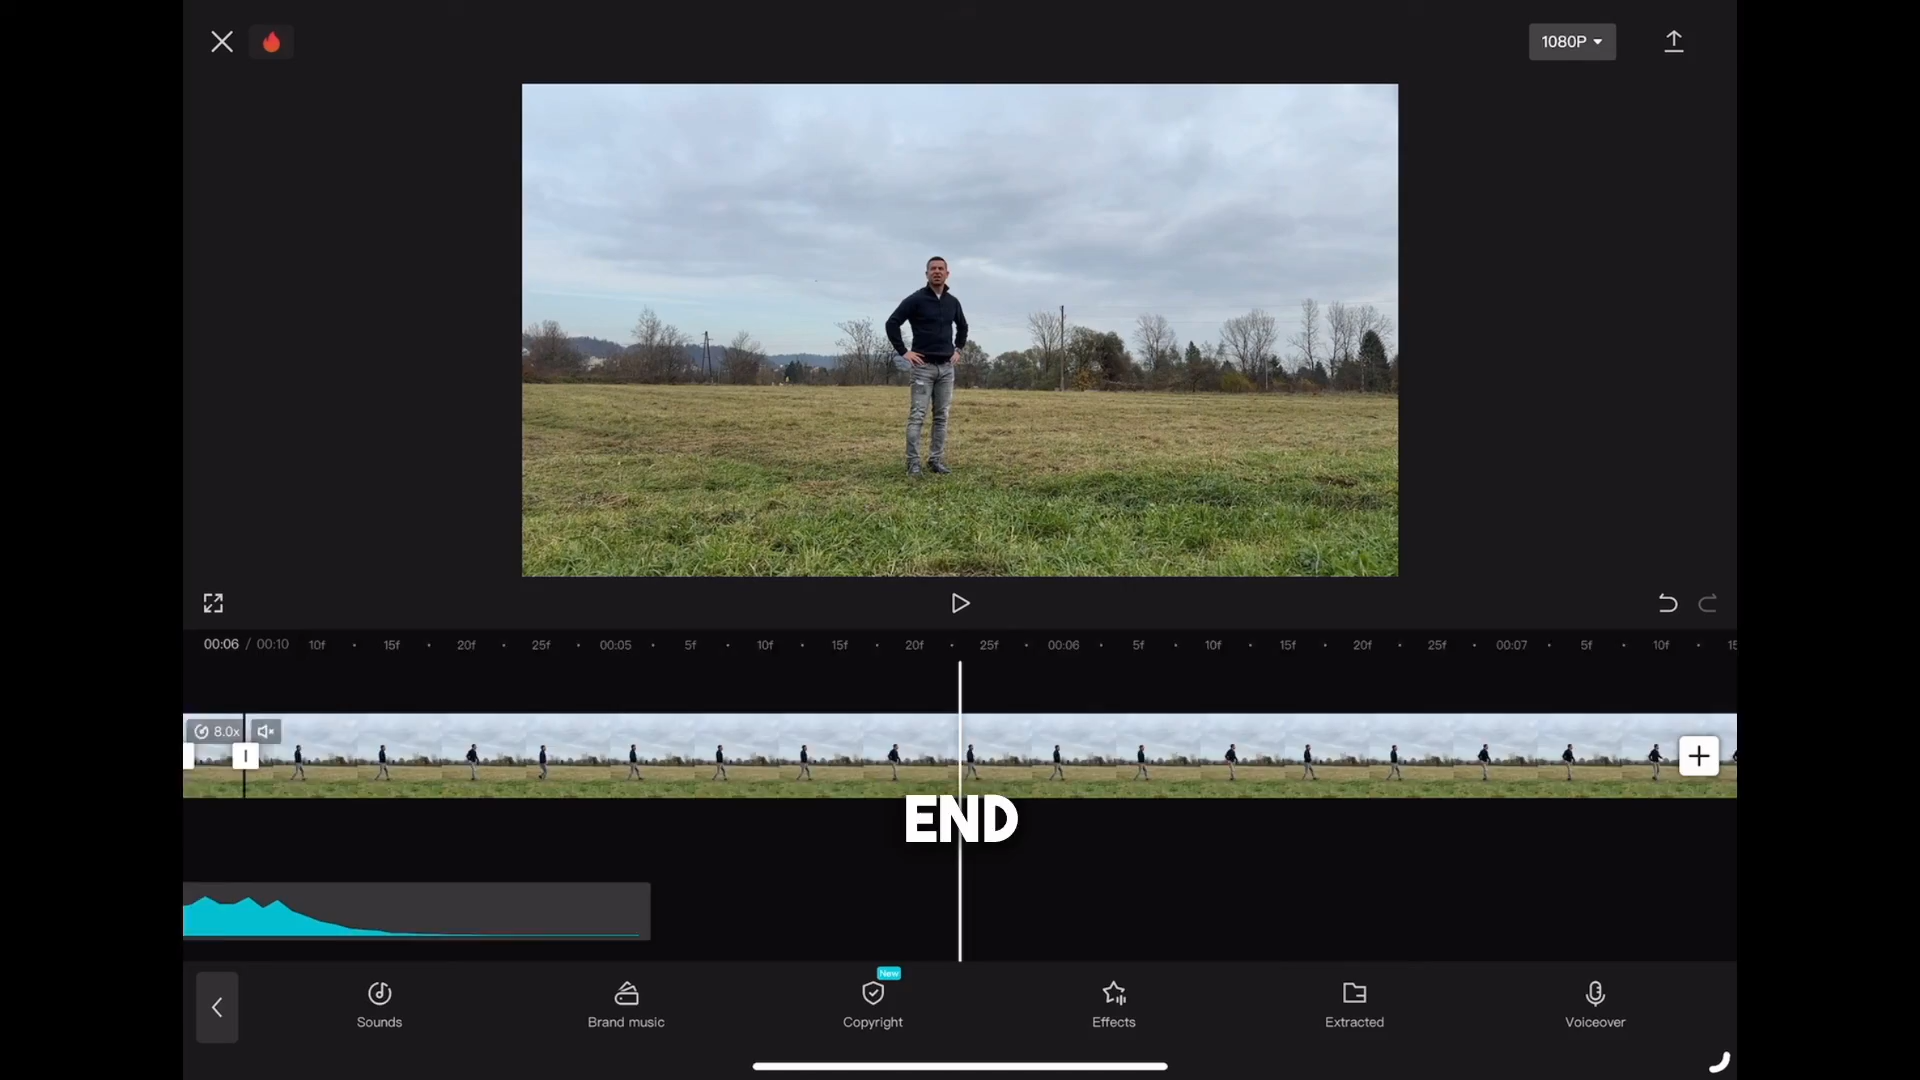 1080P
00:06 / 00:10 10f 15f 20f 25f 00:05 5f 10f 15f 20f 25f 00:06 5f 10f 15f 20f 25f 00:07 5f 10f
8.0x
END
New
Sounds Brand music Copyright Effects Extracted Voiceover